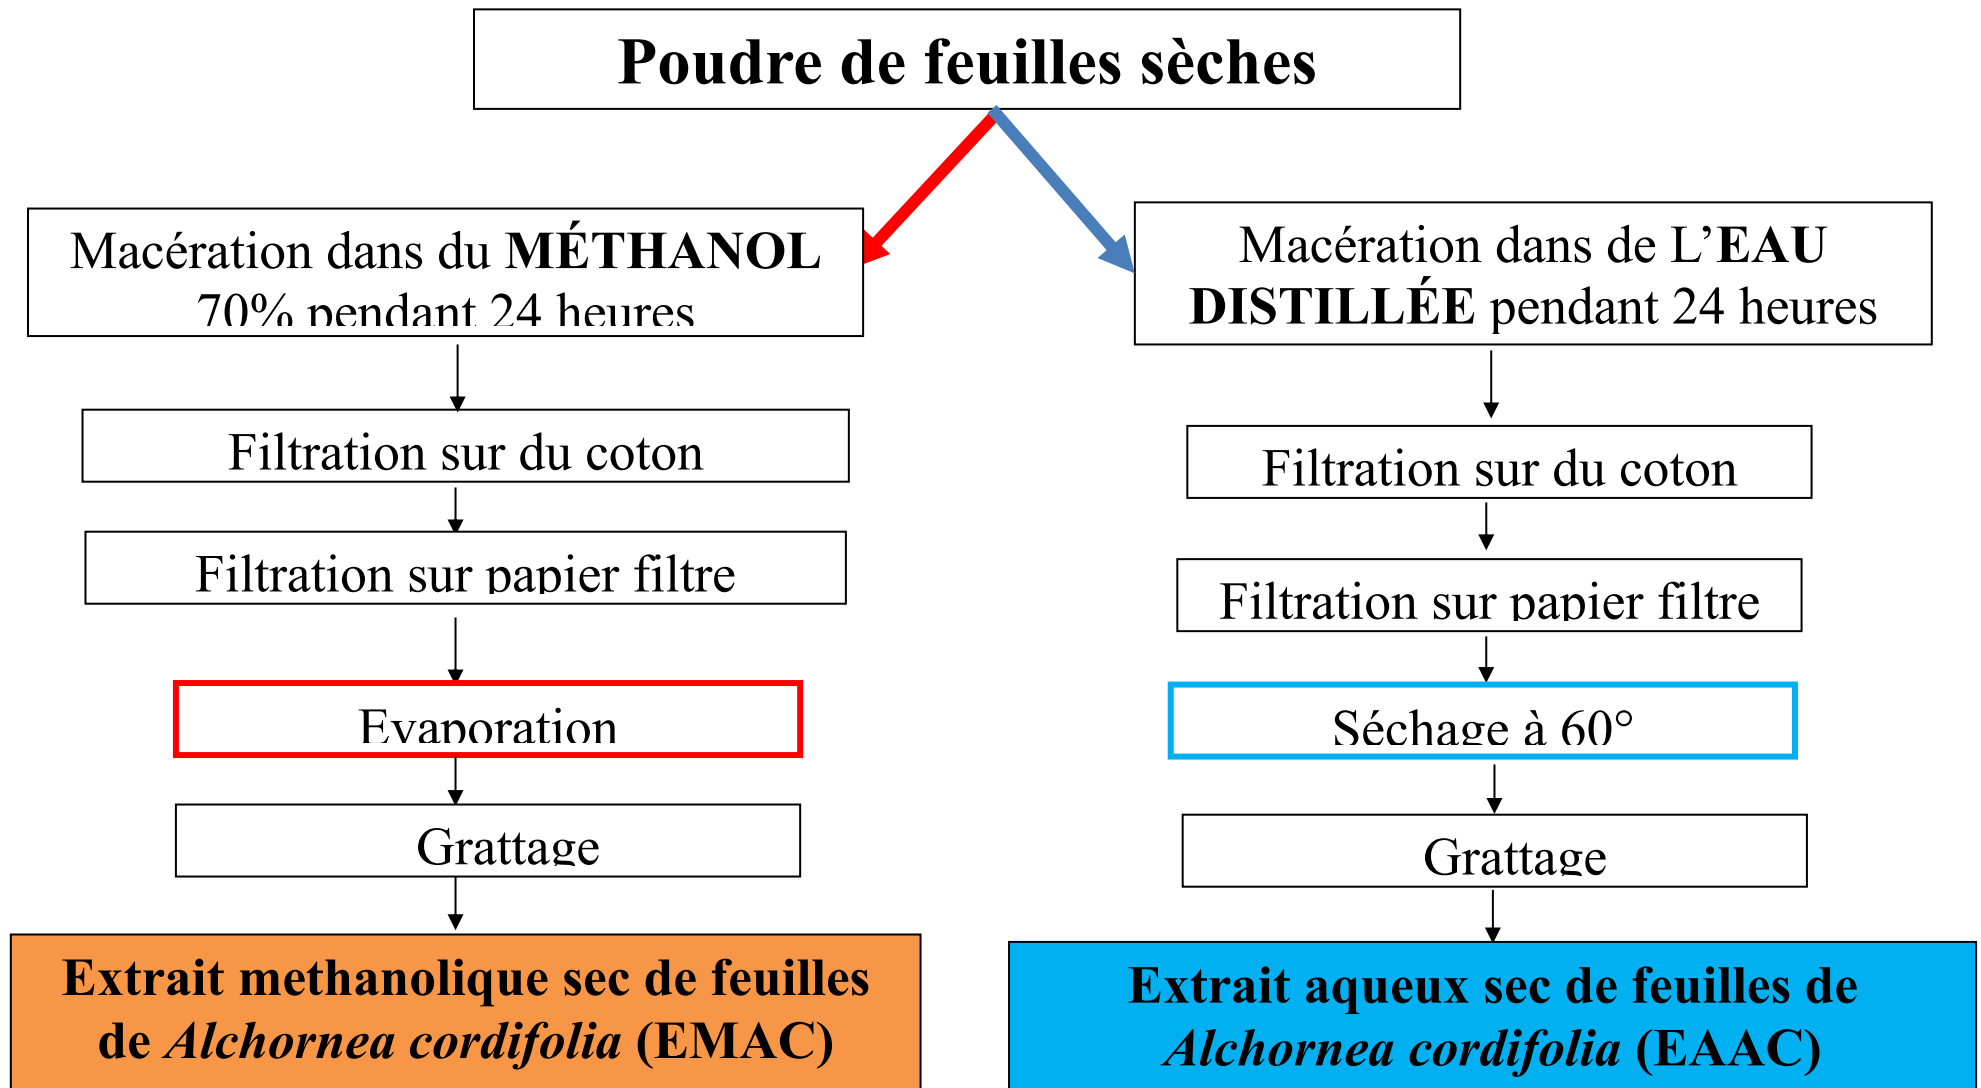 Poudre de feuilles sèches
Macération dans du MÉTHANOL
70% pendant 24 heures
Filtration sur du coton
Filtration sur papier filtre
Evaporation
Grattage
Extrait methanolique sec de feuilles
de Alchornea cordifolia (EMAC)
Macération dans de L’EAU
DISTILLÉE pendant 24 heures
Filtration sur du coton
Filtration sur papier filtre
Séchage à 60°
Grattage
Extrait aqueux sec de feuilles de
Alchornea cordifolia (EAAC)